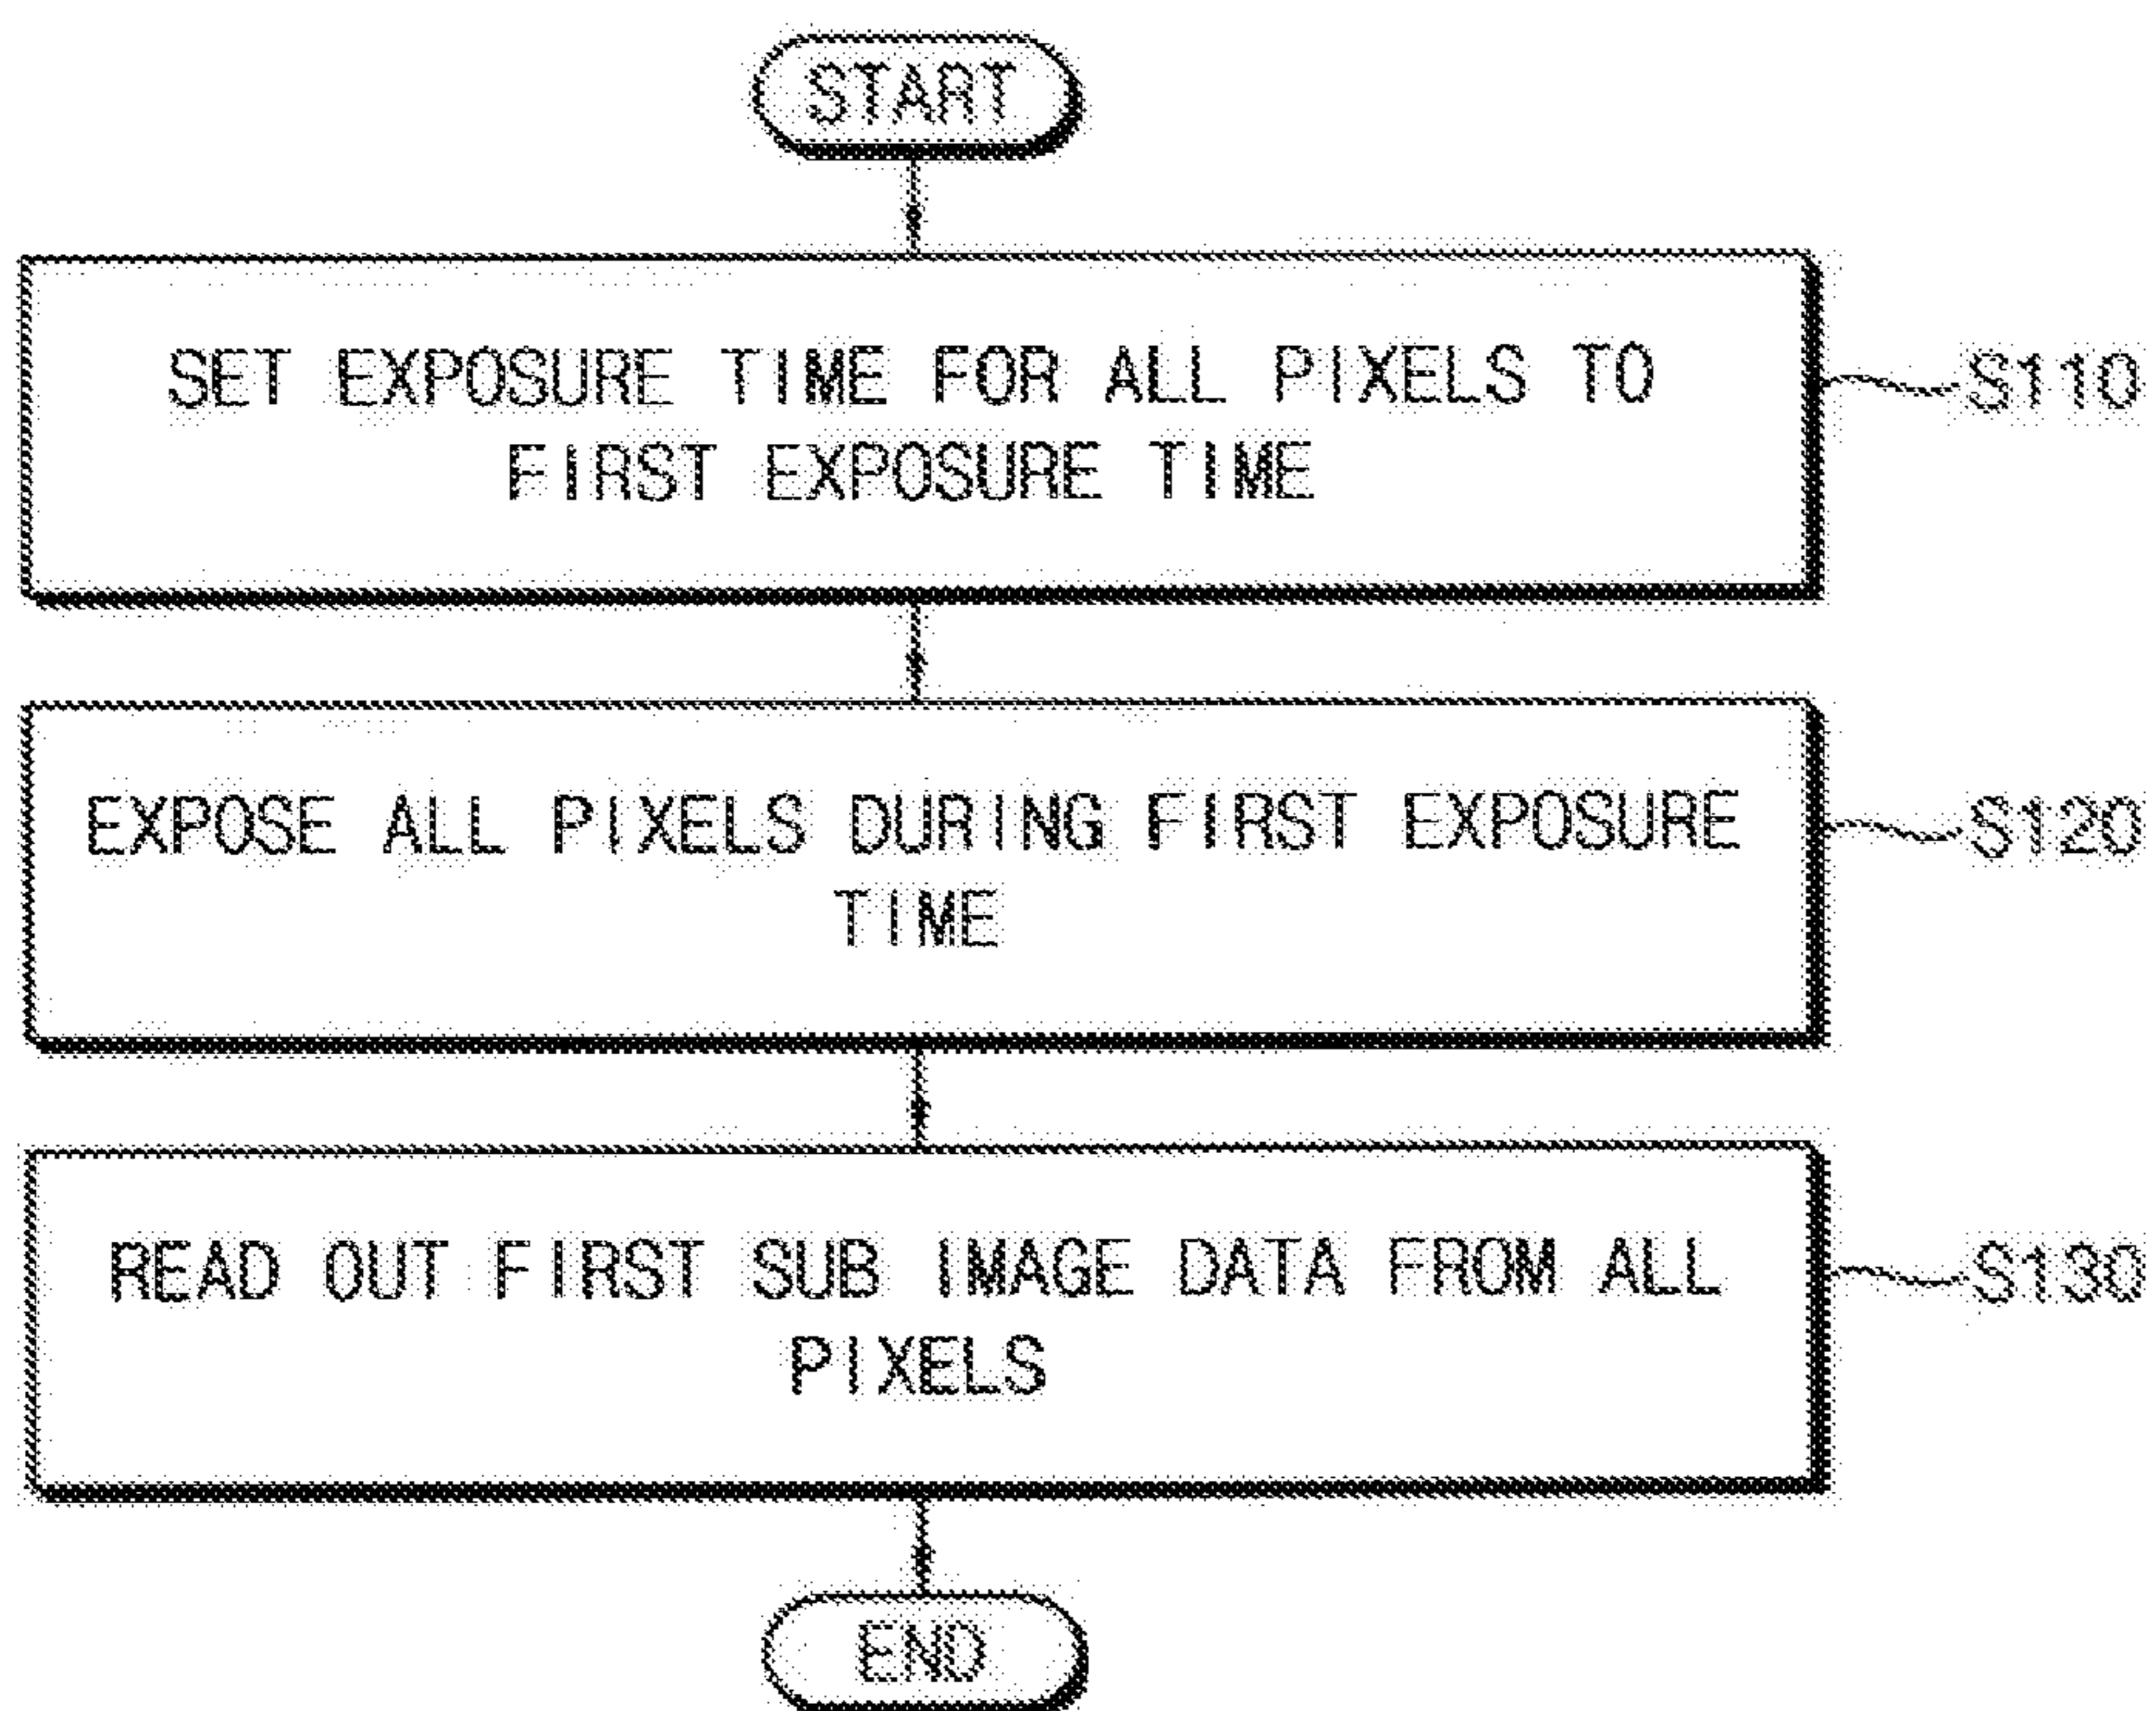 START
SET EXPOSURE TIME FOR ALL PIXELS TO
FIRST EXPOSURE TIME
S110
EXPOSE ALL PIXELS DURING FIRST EXPOSURE
TIME
S120
READ OUT FIRST SUB IMAGE DATA FROM ALL
PIXELS
S130
END